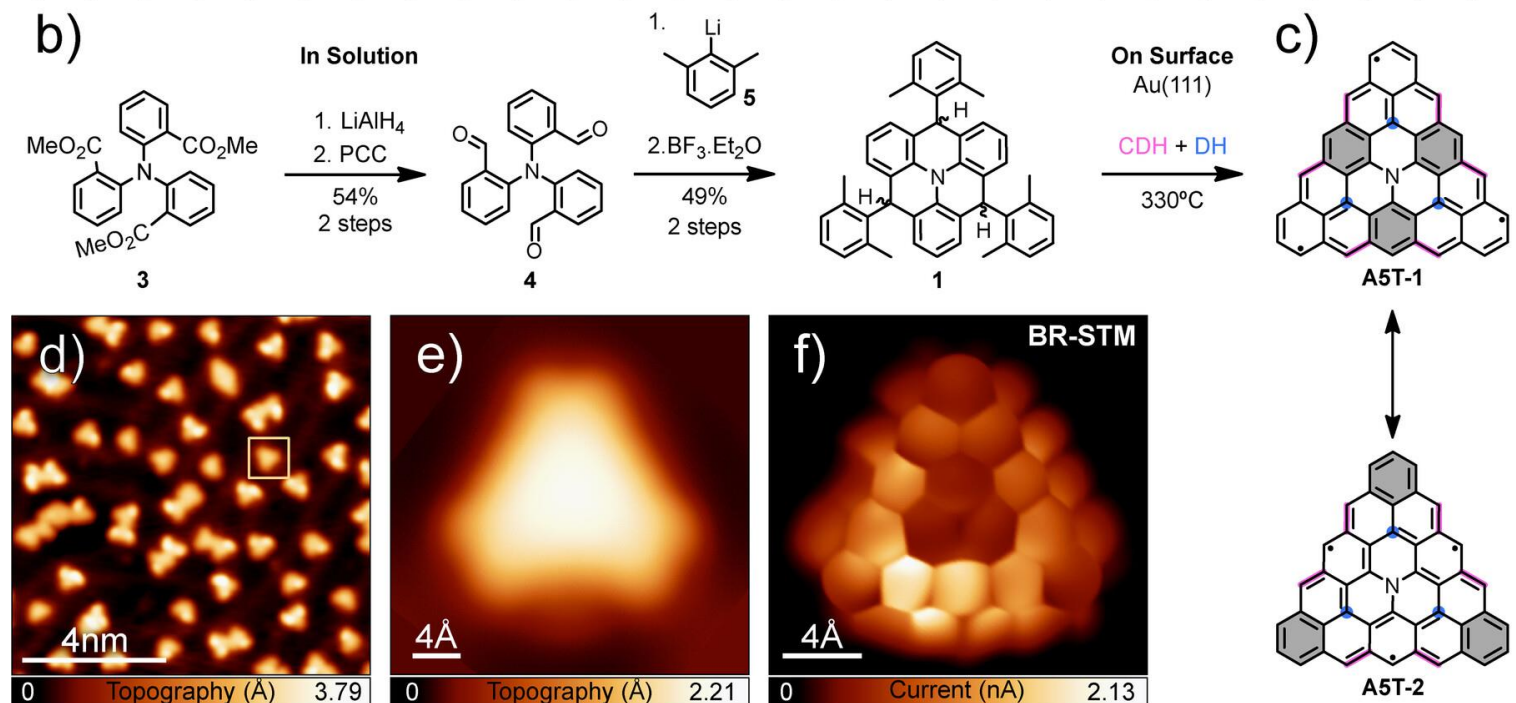 b)
MeO₂C
CO₂Me
N
MeO₂C
3
In Solution
1. LiAlH₄
2. PCC
54%
2 steps
O
O
N
O
4
1.
Li
5
2.BF₃.Et₂O
49%
2 steps
H
N
H
H
1
On Surface
Au(111)
CDH + DH
330ºC
c)
N
A5T-1
d)
4nm
0 Topography (Å) 3.79
e)
4Å
0 Topography (Å) 2.21
f)
BR-STM
4Å
0 Current (nA) 2.13
N
A5T-2